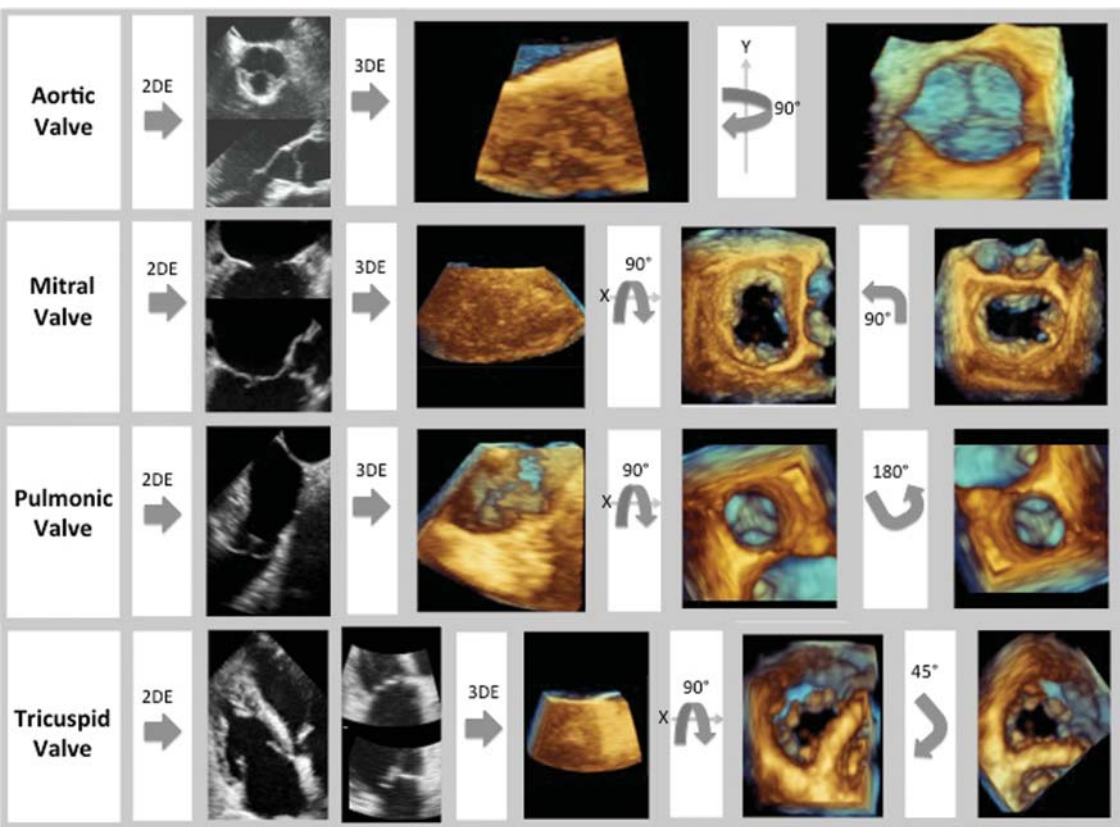 Aortic
Valve
2DE
3DE
Y
90°
Mitral
Valve
2DE
3DE
90°
X
90°
Pulmonic
Valve
2DE
3DE
90°
X
180°
Tricuspid
Valve
2DE
3DE
90°
X
45°